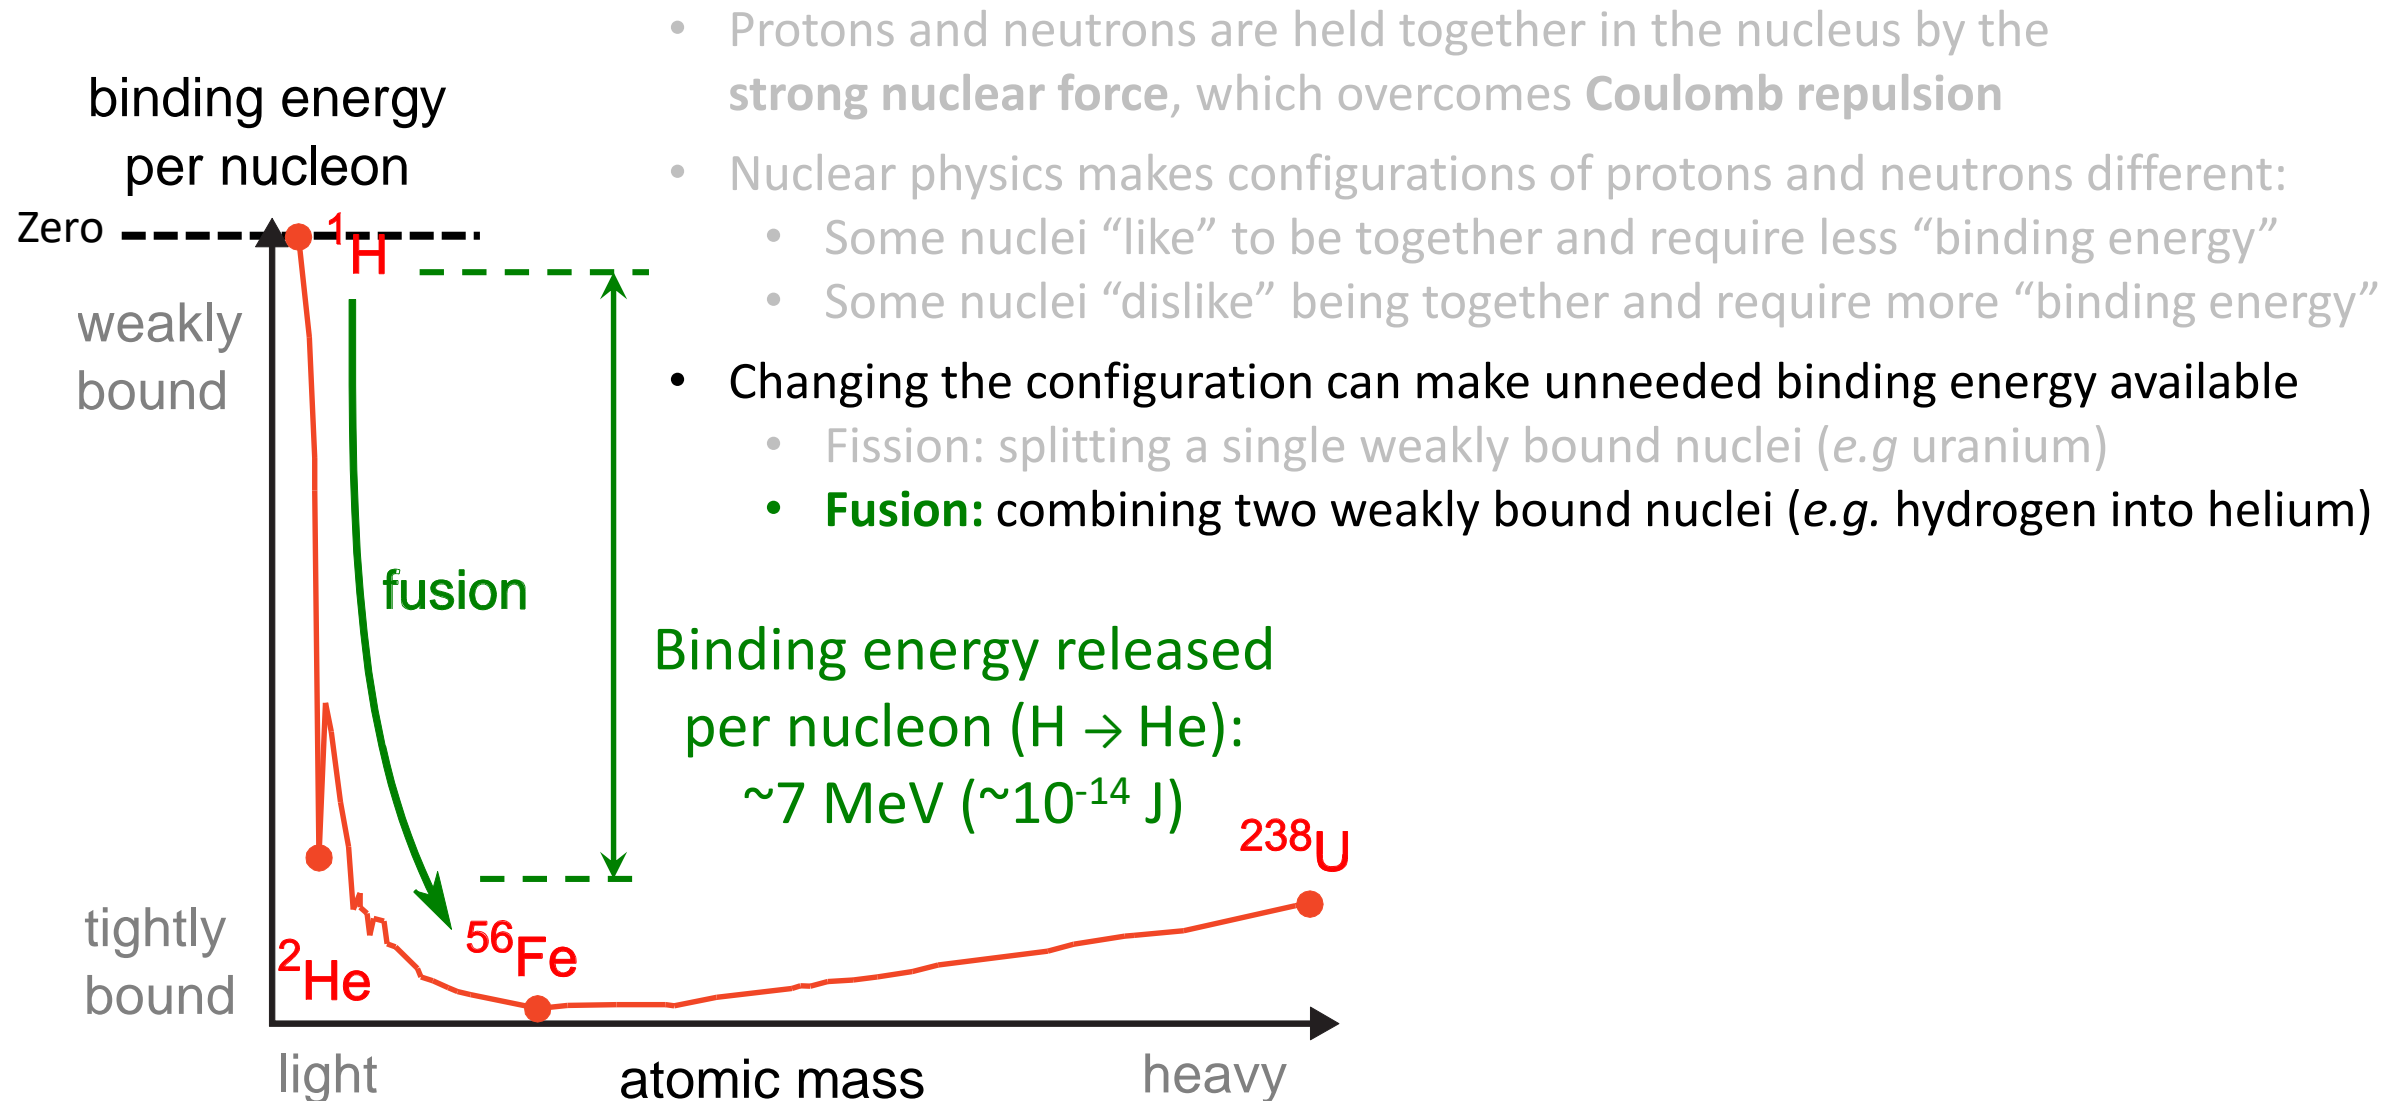 • Protons and neutrons are held together in the nucleus by the
strong nuclear force, which overcomes Coulomb repulsion
• Nuclear physics makes configurations of protons and neutrons different:
• Some nuclei “like” to be together and require less “binding energy”
• Some nuclei “dislike” being together and require more “binding energy”
• Changing the configuration can make unneeded binding energy available
• Fission: splitting a single weakly bound nuclei (e.g uranium)
• Fusion: combining two weakly bound nuclei (e.g. hydrogen into helium)
binding energy
per nucleon
Zero
¹H
weakly
bound
fusion
Binding energy released
per nucleon (H → He):
~7 MeV (~10⁻¹⁴ J)
²³⁸U
tightly
bound
²He
⁵⁶Fe
light
atomic mass
heavy